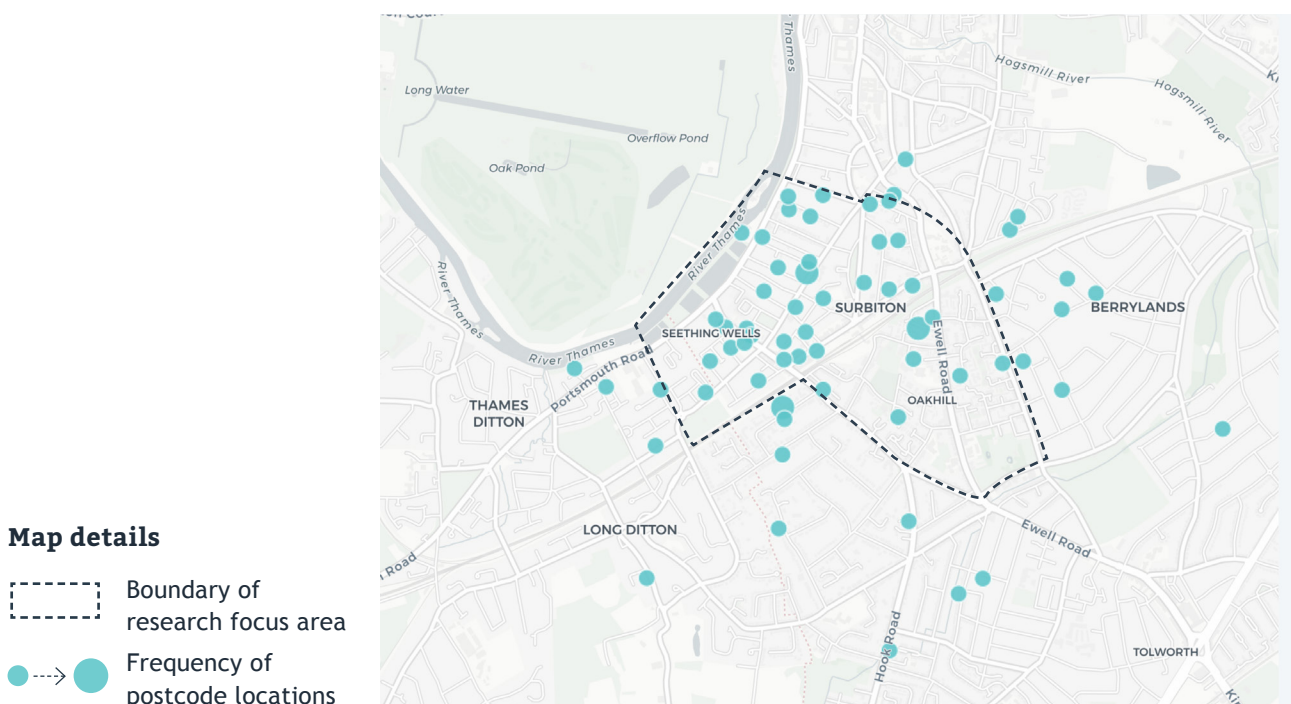 Thames
Hogsmill River
Hogsmill River
Long Water
Overflow Pond
Oak Pond
River Thames
River Thames
SURBITON
BERRYLANDS
SEETHING WELLS
River Thames
Portsmouth Road
Ewell Road
THAMES
DITTON
OAKHILL
LONG DITTON
Ewell Road
Road
Hook Road
TOLWORTH
Map details
Boundary of
research focus area
Frequency of
postcode locations